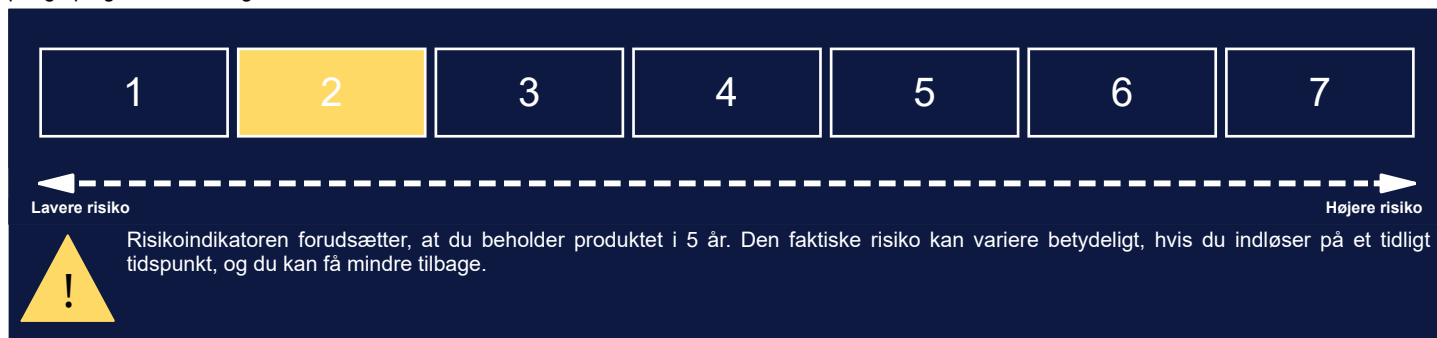 1 2 3 4 5 6 7
Lavere risiko Højere risiko
Risikoindikatoren forudsætter, at du beholder produktet i 5 år. Den faktiske risiko kan variere betydeligt, hvis du indløser på et tidligt
tidspunkt, og du kan få mindre tilbage.
!